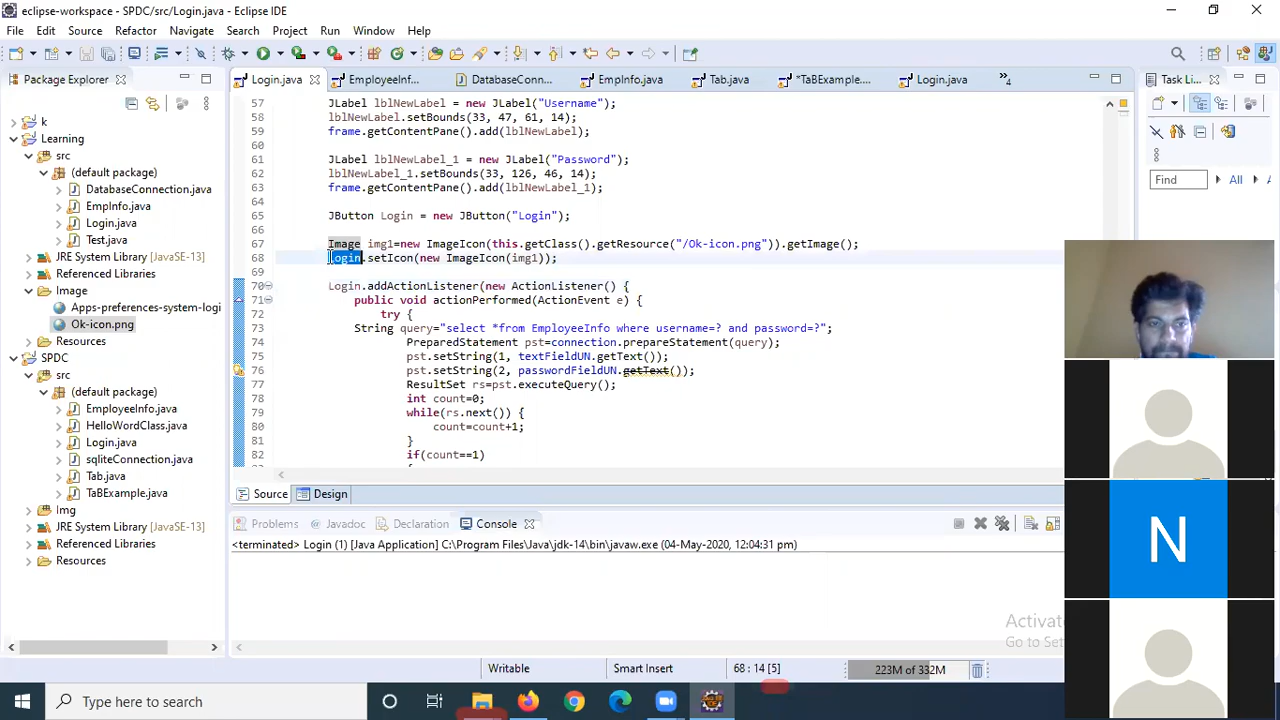 eclipse-workspace - SPDC/src/Login.java - Eclipse IDE
File Edit Source Refactor Navigate Search Project Run Window Help
Package Explorer
Login.java EmployeeInf... DatabaseConn... EmpInfo.java Tab.java *TaBExample.... Login.java »4
Task Li...
k
Learning
src
(default package)
DatabaseConnection.java
EmpInfo.java
Login.java
Test.java
JRE System Library [JavaSE-13]
Referenced Libraries
Image
Apps-preferences-system-logi
Ok-icon.png
Resources
SPDC
src
(default package)
EmployeeInfo.java
HelloWordClass.java
Login.java
sqliteConnection.java
Tab.java
TaBExample.java
Img
JRE System Library [JavaSE-13]
Referenced Libraries
Resources
57 JLabel lblNewLabel = new JLabel("Username");
58 lblNewLabel.setBounds(33, 47, 61, 14);
59 frame.getContentPane().add(lblNewLabel);
60
61 JLabel lblNewLabel_1 = new JLabel("Password");
62 lblNewLabel_1.setBounds(33, 126, 46, 14);
63 frame.getContentPane().add(lblNewLabel_1);
64
65 JButton Login = new JButton("Login");
66
67 Image img1=new ImageIcon(this.getClass().getResource("/Ok-icon.png")).getImage();
68 Login.setIcon(new ImageIcon(img1));
69
70 Login.addActionListener(new ActionListener() {
71 public void actionPerformed(ActionEvent e) {
72 try {
73 String query="select *from EmployeeInfo where username=? and password=?";
74 PreparedStatement pst=connection.prepareStatement(query);
75 pst.setString(1, textFieldUN.getText());
76 pst.setString(2, passwordFieldUN.getText());
77 ResultSet rs=pst.executeQuery();
78 int count=0;
79 while(rs.next()) {
80 count=count+1;
81 }
82 if(count==1)
Find All A
Source Design
Problems Javadoc Declaration Console
<terminated> Login (1) [Java Application] C:\Program Files\Java\jdk-14\bin\javaw.exe (04-May-2020, 12:04:31 pm)
N
Activate
Go to Set
Writable Smart Insert 68 : 14 [5] 223M of 332M
Type here to search